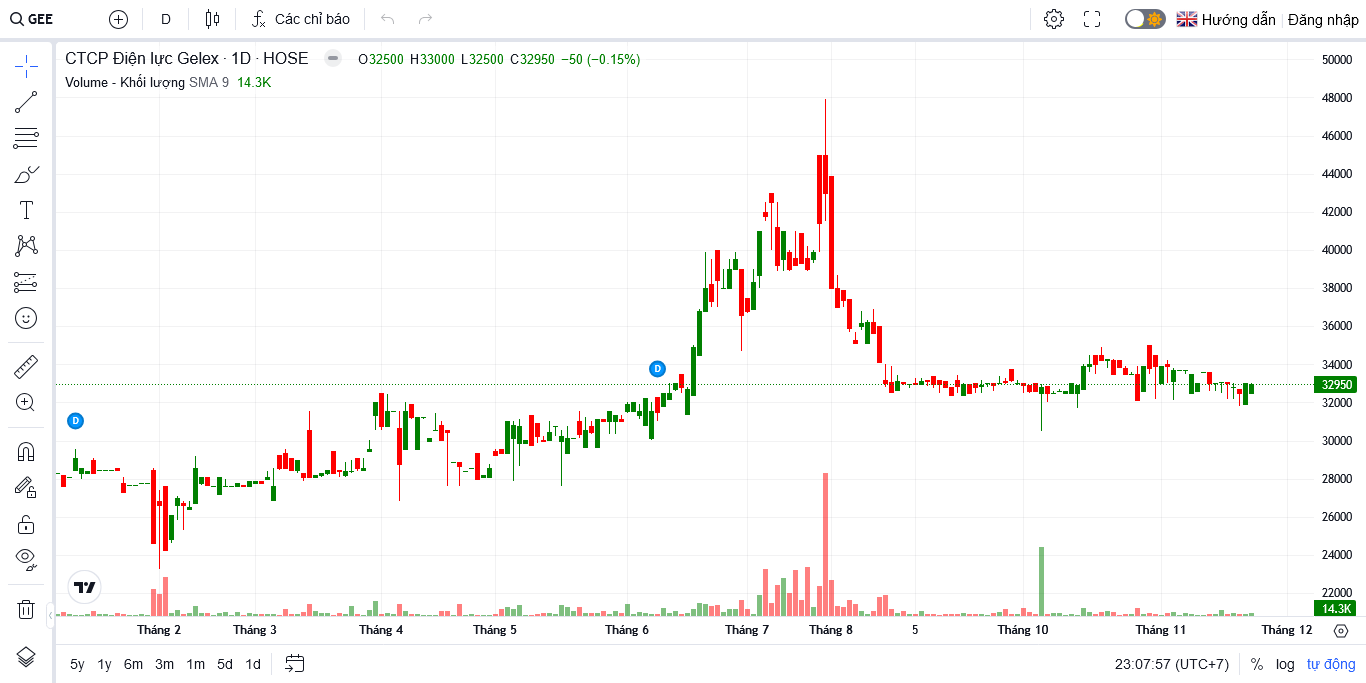 GEE D Các chỉ báo Hướng dẫn Đăng nhập
CTCP Điện lực Gelex · 1D · HOSE O32500 H33000 L32500 C32950 −50 (−0.15%)
Volume - Khối lượng SMA 9 14.3K
50000
48000
46000
44000
42000
40000
38000
36000
34000
32950
32000
30000
28000
26000
24000
22000
14.3K
D
D
Tháng 2 Tháng 3 Tháng 4 Tháng 5 Tháng 6 Tháng 7 Tháng 8 5 Tháng 10 Tháng 11 Tháng 12
5y 1y 6m 3m 1m 5d 1d 23:07:57 (UTC+7) % log tự động